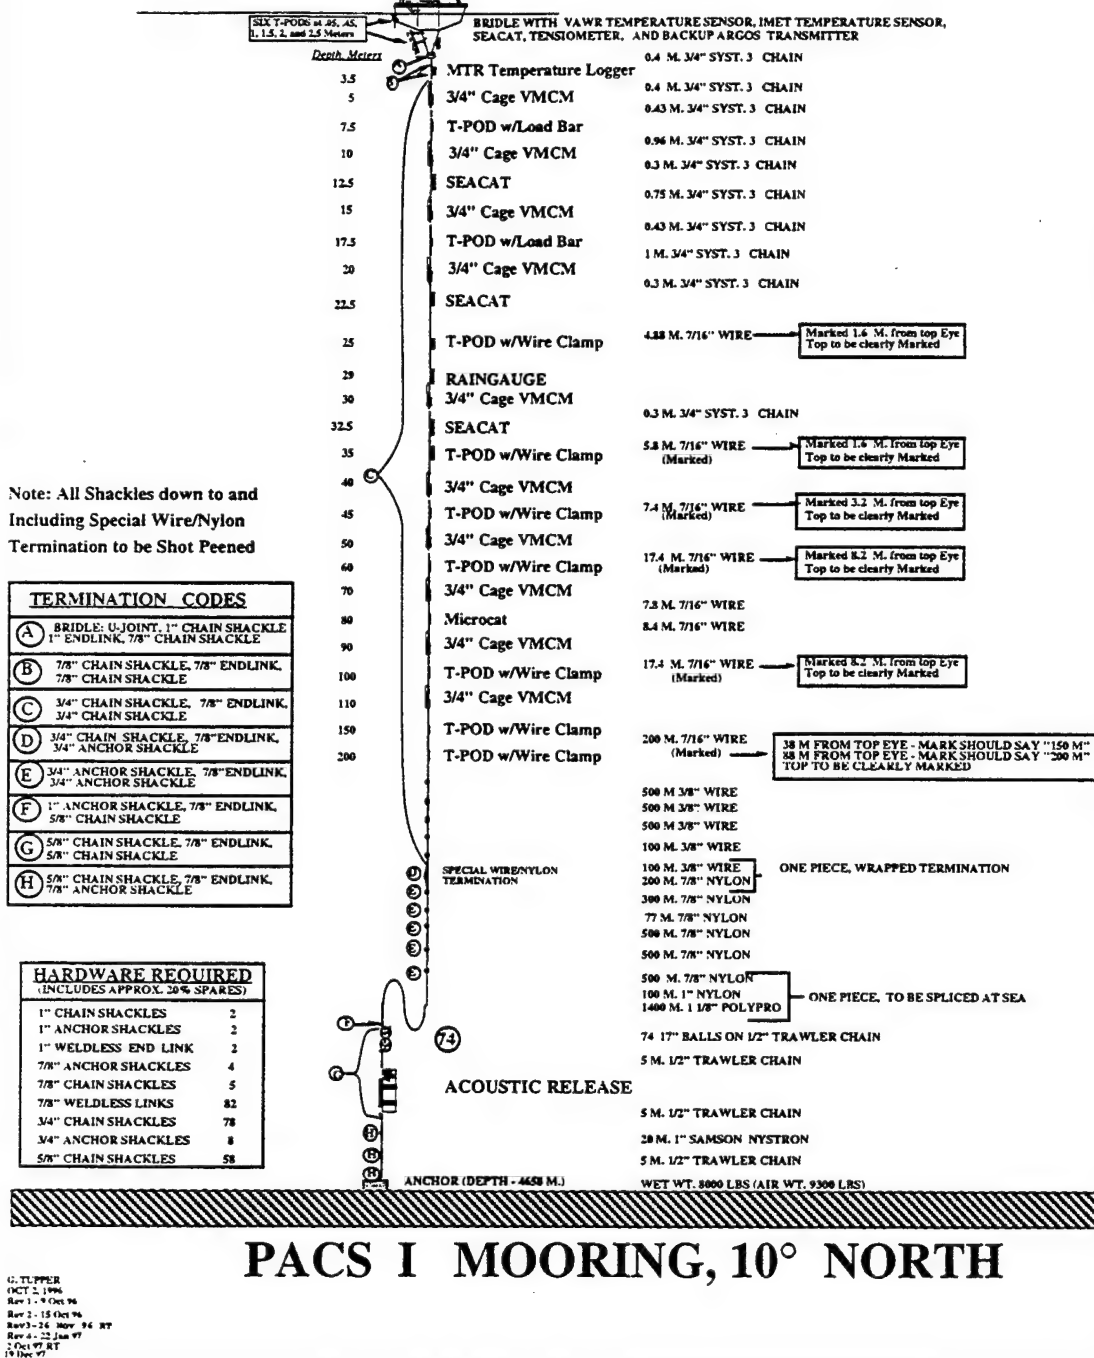 SIX T-PODS at .05, .45,
1, 1.5, 2, and 2.5 Meters
BRIDLE WITH VAWR TEMPERATURE SENSOR, IMET TEMPERATURE SENSOR,
SEACAT, TENSIOMETER, AND BACKUP ARGOS TRANSMITTER
Depth Meters
0.4 M. 3/4" SYST. 3 CHAIN
A
3.5 MTR Temperature Logger
B
0.4 M. 3/4" SYST. 3 CHAIN
5 3/4" Cage VMCM
0.43 M. 3/4" SYST. 3 CHAIN
7.5 T-POD w/Load Bar
0.96 M. 3/4" SYST. 3 CHAIN
10 3/4" Cage VMCM
0.3 M. 3/4" SYST. 3 CHAIN
12.5 SEACAT
0.75 M. 3/4" SYST. 3 CHAIN
15 3/4" Cage VMCM
0.43 M. 3/4" SYST. 3 CHAIN
17.5 T-POD w/Load Bar
1 M. 3/4" SYST. 3 CHAIN
20 3/4" Cage VMCM
0.3 M. 3/4" SYST. 3 CHAIN
22.5 SEACAT
25 T-POD w/Wire Clamp 4.88 M. 7/16" WIRE
Marked 1.6 M. from top Eye
Top to be clearly Marked
29 RAINGAUGE
30 3/4" Cage VMCM
0.3 M. 3/4" SYST. 3 CHAIN
32.5 SEACAT
35 T-POD w/Wire Clamp 5.8 M. 7/16" WIRE
(Marked)
Marked 1.6 M. from top Eye
Top to be clearly Marked
C
40 3/4" Cage VMCM
45 T-POD w/Wire Clamp 7.4 M. 7/16" WIRE
(Marked)
Marked 3.2 M. from top Eye
Top to be clearly Marked
50 3/4" Cage VMCM
60 T-POD w/Wire Clamp 17.4 M. 7/16" WIRE
(Marked)
Marked 8.2 M. from top Eye
Top to be clearly Marked
70 3/4" Cage VMCM
7.8 M. 7/16" WIRE
80 Microcat 8.4 M. 7/16" WIRE
90 3/4" Cage VMCM
100 T-POD w/Wire Clamp 17.4 M. 7/16" WIRE
(Marked)
Marked 8.2 M. from top Eye
Top to be clearly Marked
110 3/4" Cage VMCM
150 T-POD w/Wire Clamp
200 M. 7/16" WIRE
(Marked)
200 T-POD w/Wire Clamp
38 M FROM TOP EYE - MARK SHOULD SAY "150 M"
88 M FROM TOP EYE - MARK SHOULD SAY "200 M"
TOP TO BE CLEARLY MARKED
500 M 3/8" WIRE
500 M 3/8" WIRE
500 M 3/8" WIRE
100 M. 3/8" WIRE
D SPECIAL WIRE/NYLON
TERMINATION
100 M. 3/8" WIRE
200 M. 7/8" NYLON
ONE PIECE, WRAPPED TERMINATION
E
300 M. 7/8" NYLON
E
77 M. 7/8" NYLON
E
500 M. 7/8" NYLON
E
500 M. 7/8" NYLON
E
500 M. 7/8" NYLON
100 M. 1" NYLON
1400 M. 1 1/8" POLYPRO
ONE PIECE, TO BE SPLICED AT SEA
F
74
74 17" BALLS ON 1/2" TRAWLER CHAIN
5 M. 1/2" TRAWLER CHAIN
G
ACOUSTIC RELEASE
5 M. 1/2" TRAWLER CHAIN
H
20 M. 1" SAMSON NYSTRON
H
5 M. 1/2" TRAWLER CHAIN
H
ANCHOR (DEPTH - 4658 M.) WET WT. 8000 LBS (AIR WT. 9300 LBS)
Note: All Shackles down to and
Including Special Wire/Nylon
Termination to be Shot Peened
TERMINATION CODES
A BRIDLE: U-JOINT, 1" CHAIN SHACKLE
1" ENDLINK, 7/8" CHAIN SHACKLE
B 7/8" CHAIN SHACKLE, 7/8" ENDLINK,
7/8" CHAIN SHACKLE
C 3/4" CHAIN SHACKLE, 7/8" ENDLINK,
3/4" CHAIN SHACKLE
D 3/4" CHAIN SHACKLE, 7/8"ENDLINK,
3/4" ANCHOR SHACKLE
E 3/4" ANCHOR SHACKLE, 7/8"ENDLINK,
3/4" ANCHOR SHACKLE
F 1" ANCHOR SHACKLE, 7/8" ENDLINK,
5/8" CHAIN SHACKLE
G 5/8" CHAIN SHACKLE, 7/8" ENDLINK,
5/8" CHAIN SHACKLE
H 5/8" CHAIN SHACKLE, 7/8" ENDLINK,
7/8" ANCHOR SHACKLE
HARDWARE REQUIRED
(INCLUDES APPROX. 20% SPARES)
1" CHAIN SHACKLES 2
1" ANCHOR SHACKLES 2
1" WELDLESS END LINK 2
7/8" ANCHOR SHACKLES 4
7/8" CHAIN SHACKLES 5
7/8" WELDLESS LINKS 82
3/4" CHAIN SHACKLES 78
3/4" ANCHOR SHACKLES 8
5/8" CHAIN SHACKLES 58
PACS I MOORING, 10° NORTH
G. TUPPER
OCT 2, 1996
Rev 1 - 9 Oct 96
Rev 2 - 15 Oct 96
Rev3-26 Nov 96 RT
Rev 4 - 22 Jan 97
2 Oct 97 RT
19 Dec 97